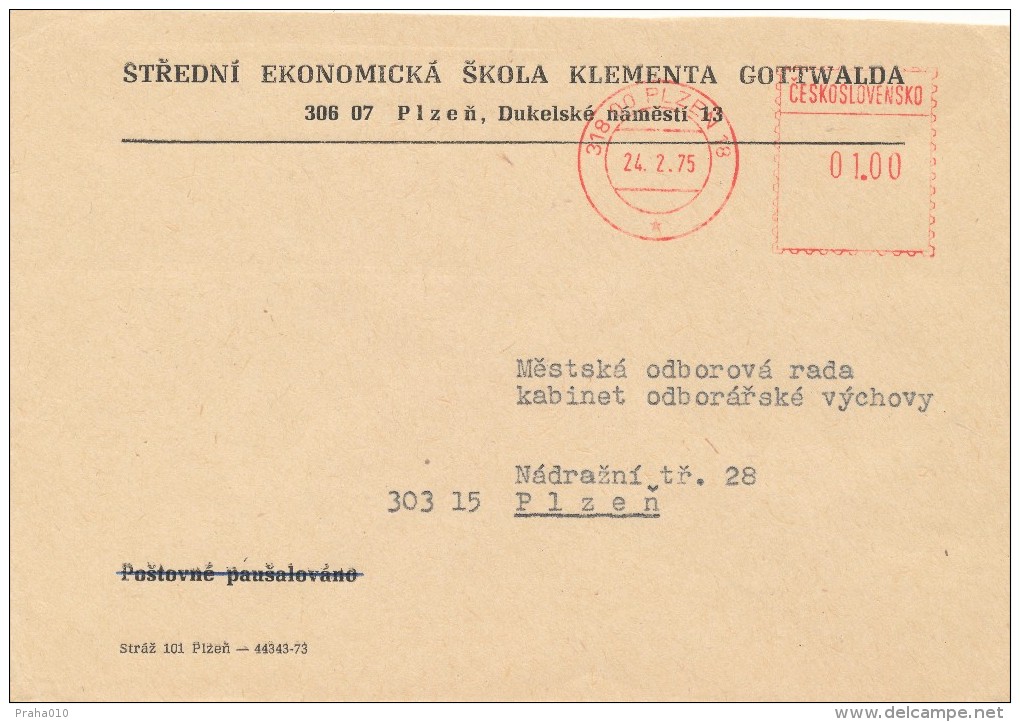 STŘEDNÍ EKONOMICKÁ ŠKOLA KLEMENTA GOTTWALDA
306 07 Plzeň, Dukelské náměstí 13
ČESKOSLOVENSKO
318 00 PLZEŇ 18
24. 2. 75
01.00
Městská odborová rada
kabinet odborářské výchovy
Nádražní tř. 28
303 15 Plzeň
Poštovné paušalováno
Stráž 101 Plzeň — 44343-73
Praha010
http://www.delcampe.net